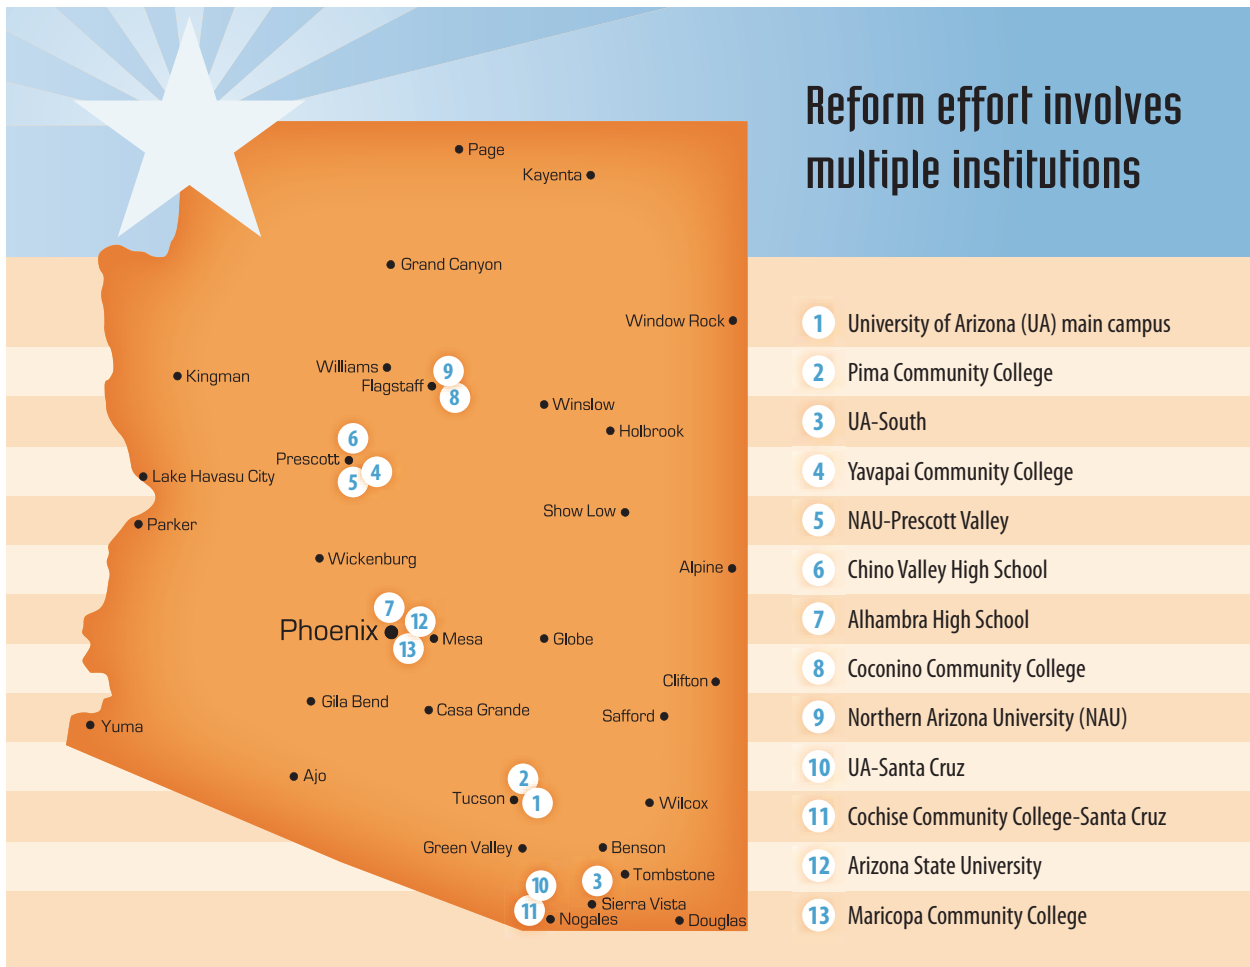 Reform effort involves
multiple institutions
Page
Kayenta
Grand Canyon
Window Rock
Williams
Kingman
Flagstaff
9
8
Winslow
Holbrook
6
Prescott
4
5
Lake Havasu City
Show Low
Parker
Wickenburg
Alpine
7
12
Phoenix
13
Mesa
Globe
Clifton
Gila Bend
Casa Grande
Safford
Yuma
Ajo
2
Tucson
1
Wilcox
Green Valley
Benson
Tombstone
10
3
Sierra Vista
11
Nogales
Douglas
1 University of Arizona (UA) main campus
2 Pima Community College
3 UA-South
4 Yavapai Community College
5 NAU-Prescott Valley
6 Chino Valley High School
7 Alhambra High School
8 Coconino Community College
9 Northern Arizona University (NAU)
10 UA-Santa Cruz
11 Cochise Community College-Santa Cruz
12 Arizona State University
13 Maricopa Community College